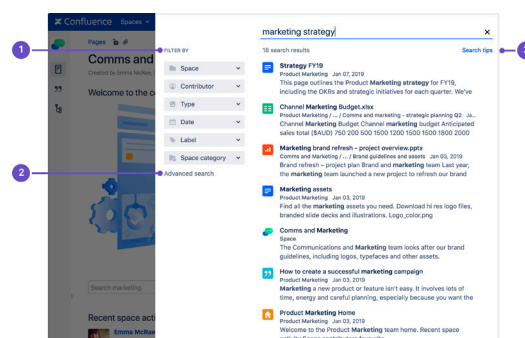 Confluence Spaces
marketing strategy
1
FILTER BY
18 search results
Search tips
Pages
Comms and
Created by Emma McRae,
Welcome to the co
Space
Contributor
Type
Date
Label
Space category
2
Advanced search
Search marketing
Recent space acti
Emma McRae
Strategy FY19
Product Marketing Jan 07, 2019
This page outlines the Product Marketing strategy for FY19,
including the OKRs and strategic initiatives for each quarter. We've
Channel Marketing Budget.xlsx
Product Marketing / ... / Comms and marketing - strategic planning Q2 Ja...
Channel Marketing Budget Channel marketing budget Anticipated
sales total ($AUD) 750 200 500 1500 1200 1500 1500 1800 2000
Marketing brand refresh – project overview.pptx
Comms and Marketing / ... / Brand guidelines and assets Jan 03, 2019
Marketing brand refresh - project plan Brand and marketing team Last year,
the marketing team launched a new project to refresh our brand
Marketing assets
Product Marketing Jan 03, 2019
Find all the marketing assets you need. Download hi res logo files,
branded slide decks and illustrations. Logo_color.png
Comms and Marketing
Space
The Communications and Marketing team looks after our brand
guidelines, including logos, typefaces and other assets.
How to create a successful marketing campaign
Product Marketing Jan 03, 2019
Marketing a new product or feature isn't easy. It involves lots of
time, energy and careful planning, especially because you want the
Product Marketing Home
Product Marketing Jan 03, 2019
Welcome to the Product Marketing team home. Recent space